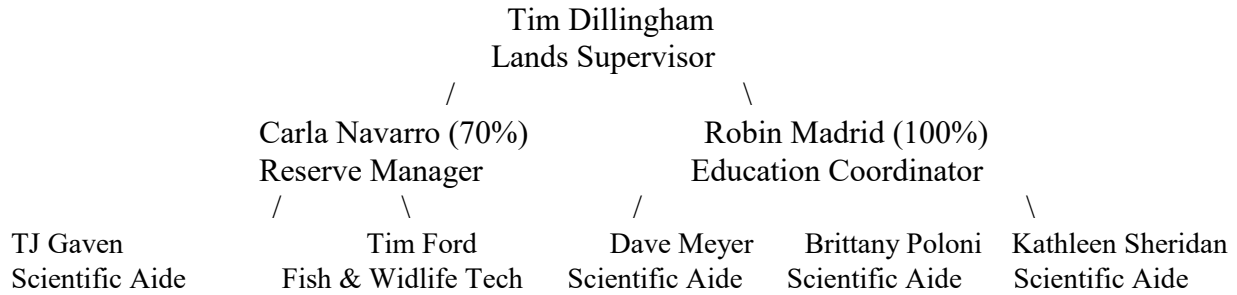 Tim Dillingham
Lands Supervisor
/ \
Carla Navarro (70%) Robin Madrid (100%)
Reserve Manager Education Coordinator
/ \ / \
TJ Gaven Tim Ford Dave Meyer Brittany Poloni Kathleen Sheridan
Scientific Aide Fish & Widlife Tech Scientific Aide Scientific Aide Scientific Aide